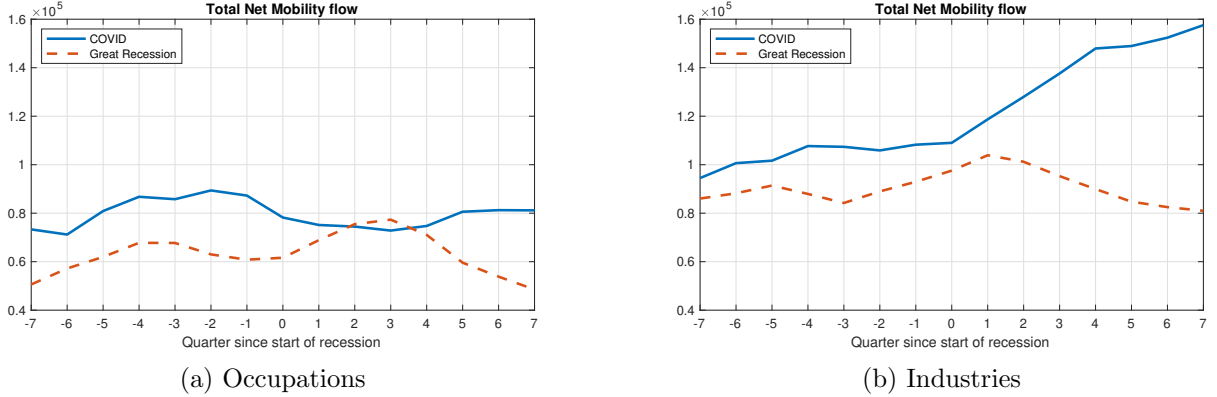 Total Net Mobility flow
×10^5
COVID
Great Recession
1.6
1.4
1.2
1
0.8
0.6
0.4
-7 -6 -5 -4 -3 -2 -1 0 1 2 3 4 5 6 7
Quarter since start of recession
(a) Occupations
Total Net Mobility flow
×10^5
COVID
Great Recession
1.6
1.4
1.2
1
0.8
0.6
0.4
-7 -6 -5 -4 -3 -2 -1 0 1 2 3 4 5 6 7
Quarter since start of recession
(b) Industries